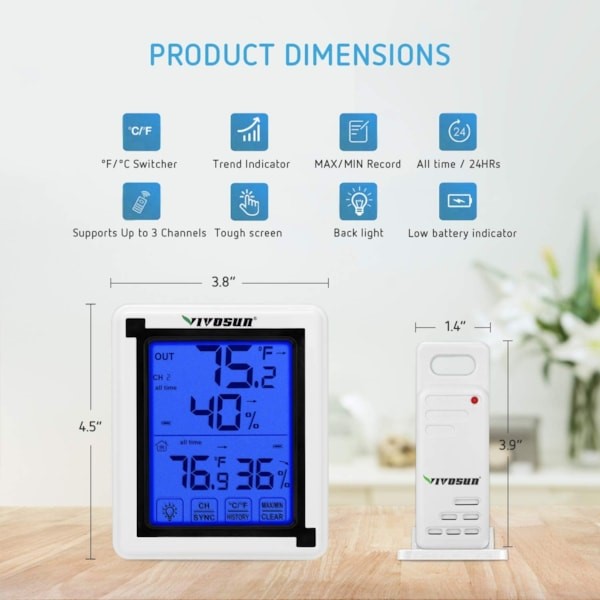 PRODUCT DIMENSIONS
°C/°F
24
°F/°C Switcher
Trend Indicator
MAX/MIN Record
All time / 24HRs
Supports Up to 3 Channels
Tough screen
Back light
Low battery indicator
3.8"
4.5"
VIVOSUN®
OUT
75.2 °F
CH 2
all time
40%
all time
76.9 °F
36%
CH
SYNC
°C/°F
HISTORY
MAX/MIN
CLEAR
1.4"
3.9"
VIVOSUN